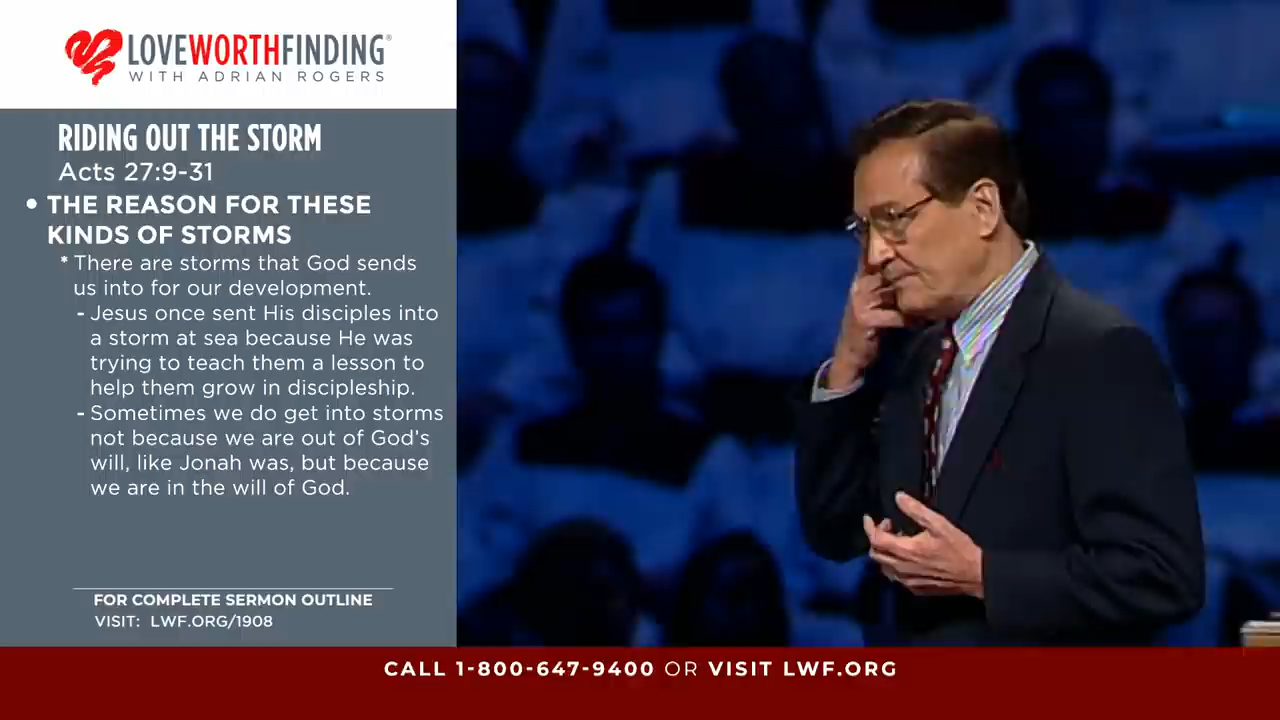 LOVEWORTHFINDING®
WITH ADRIAN ROGERS
RIDING OUT THE STORM
Acts 27:9-31
• THE REASON FOR THESE
KINDS OF STORMS
* There are storms that God sends
us into for our development.
- Jesus once sent His disciples into
a storm at sea because He was
trying to teach them a lesson to
help them grow in discipleship.
- Sometimes we do get into storms
not because we are out of God's
will, like Jonah was, but because
we are in the will of God.
FOR COMPLETE SERMON OUTLINE
VISIT: LWF.ORG/1908
CALL 1-800-647-9400 OR VISIT LWF.ORG